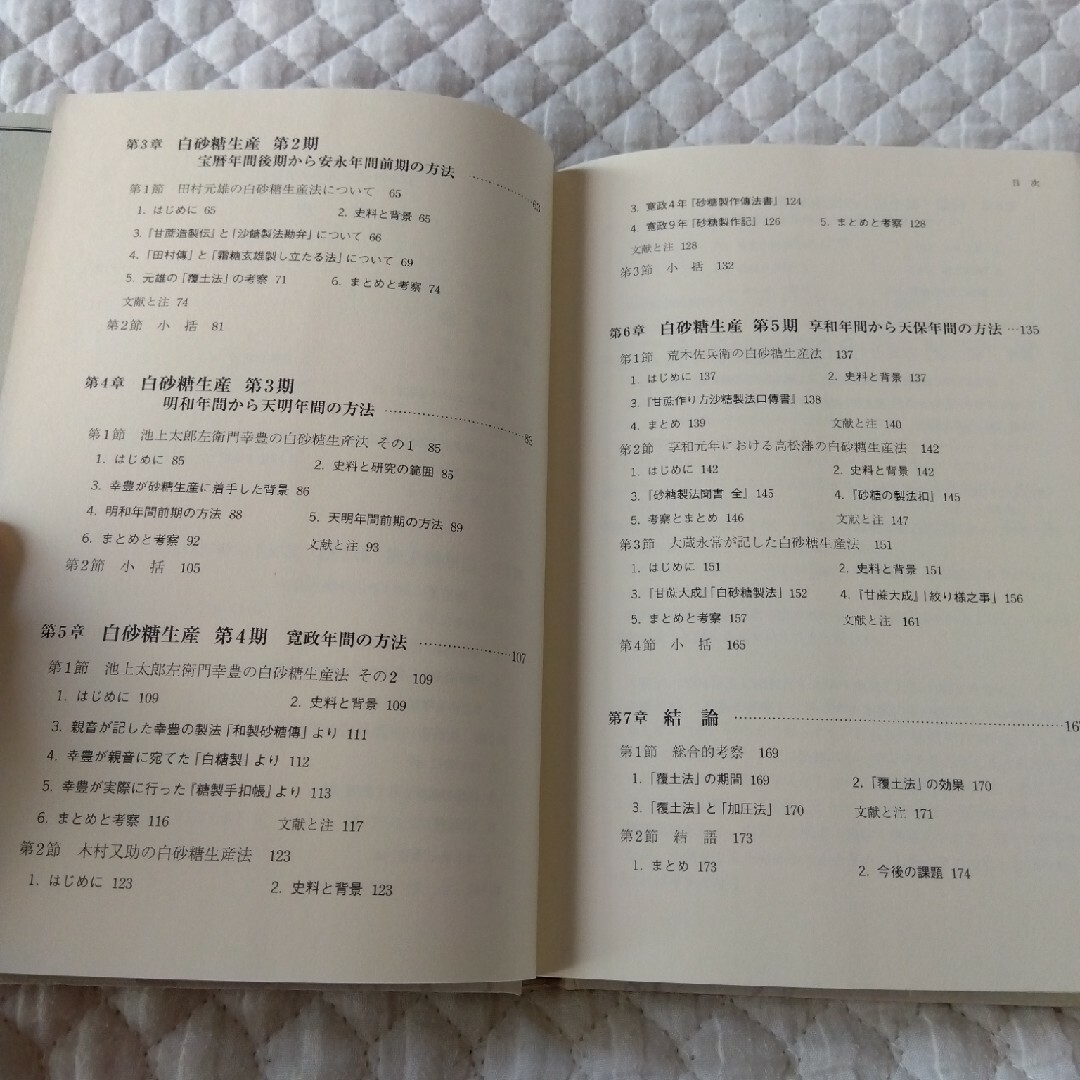 第3章 白砂糖生産 第2期
宝暦年間後期から安永年間前期の方法 ……… 63
第1節 田村元雄の白砂糖生産法について 65
1. はじめに 65 2. 史料と背景 65
3.『甘蔗造製伝』と『沙糖製法勘弁』について 66
4.「田村傳」と「霜糖玄雄製し立たる法」について 69
5. 元雄の「覆土法」の考察 71 6. まとめと考察 74
文献と注 74
第2節 小 括 81
第4章 白砂糖生産 第3期
明和年間から天明年間の方法 ……………… 83
第1節 池上太郎左衛門幸豊の白砂糖生産法 その1 85
1. はじめに 85 2. 史料と研究の範囲 85
3. 幸豊が砂糖生産に着手した背景 86
4. 明和年間前期の方法 88 5. 天明年間前期の方法 89
6. まとめと考察 92 文献と注 93
第2節 小 括 105
第5章 白砂糖生産 第4期 寛政年間の方法 …………107
第1節 池上太郎左衛門幸豊の白砂糖生産法 その2 109
1. はじめに 109 2. 史料と背景 109
3. 親音が記した幸豊の製法「和製砂糖傳」より 111
4. 幸豊が親音に宛てた「白糖製」より 112
5. 幸豊が実際に行った『糖製手扣帳』より 113
6. まとめと考察 116 文献と注 117
第2節 木村又助の白砂糖生産法 123
1. はじめに 123 2. 史料と背景 123
目 次
3. 寛政4年『砂糖製作傳法書』124
4. 寛政9年『砂糖製作記』126 5. まとめと考察 128
文献と注 128
第3節 小 括 132
第6章 白砂糖生産 第5期 享和年間から天保年間の方法 …135
第1節 荒木佐兵衛の白砂糖生産法 137
1. はじめに 137 2. 史料と背景 137
3.『甘蔗作り方沙糖製法口傳書』138
4. まとめ 139 文献と注 140
第2節 享和元年における高松藩の白砂糖生産法 142
1. はじめに 142 2. 史料と背景 142
3.『砂糖製法聞書 全』145 4.『砂糖の製法扣』145
5. 考察とまとめ 146 文献と注 147
第3節 大蔵永常が記した白砂糖生産法 151
1. はじめに 151 2. 史料と背景 151
3.『甘蔗大成』「白砂糖製法」152 4.『甘蔗大成』「絞り様之事」156
5. まとめと考察 157 文献と注 161
第4節 小 括 165
第7章 結 論 ……………………………………… 167
第1節 総合的考察 169
1.「覆土法」の期間 169 2.「覆土法」の効果 170
3.「覆土法」と「加圧法」170 文献と注 171
第2節 結 語 173
1. まとめ 173 2. 今後の課題 174